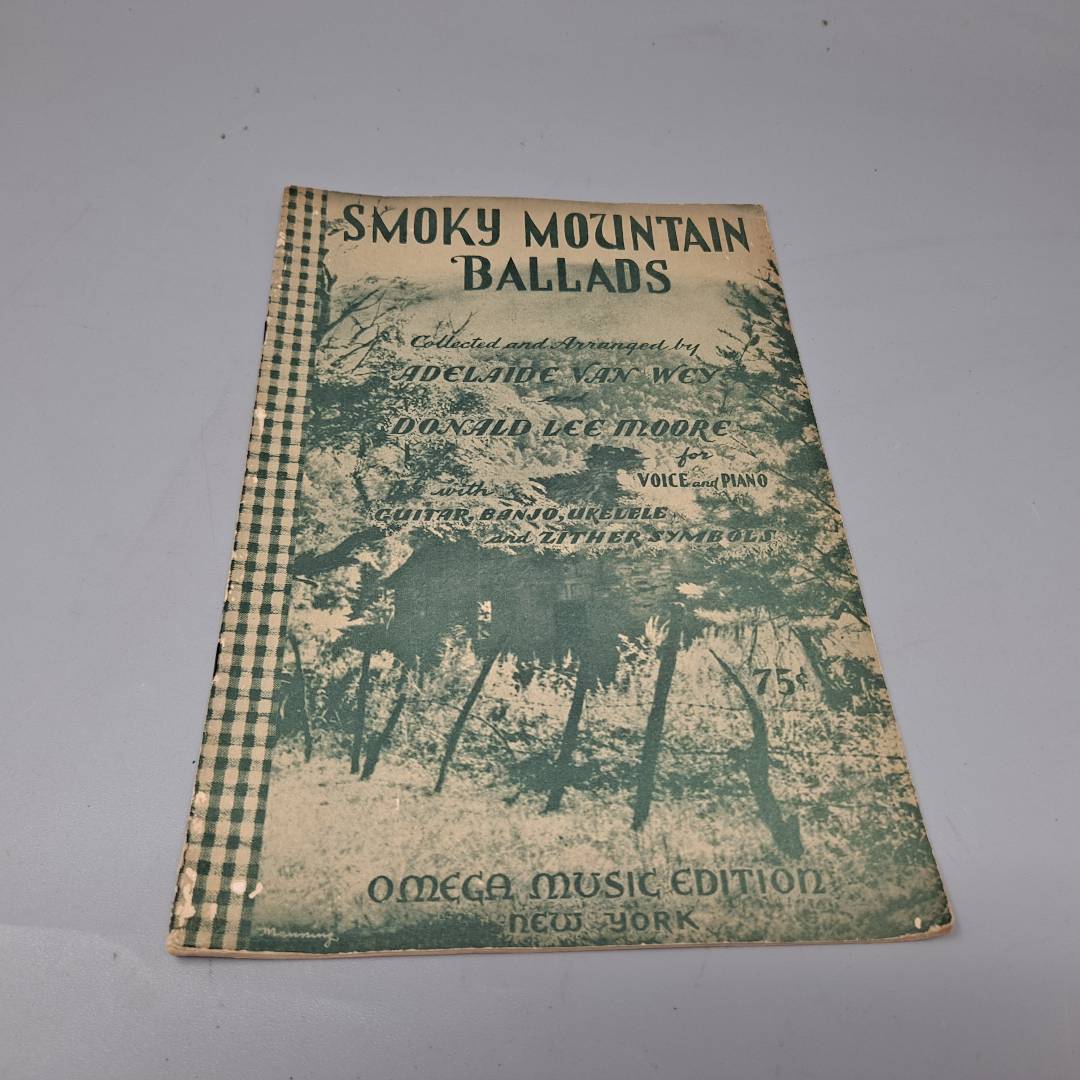 SMOKY MOUNTAIN
BALLADS
Collected and Arranged by
ADELAIDE VAN WEY
and
DONALD LEE MOORE
for
VOICE and PIANO
with
GUITAR, BANJO, UKELELE
and ZITHER SYMBOLS
75¢
OMEGA MUSIC EDITION
NEW YORK
Manning